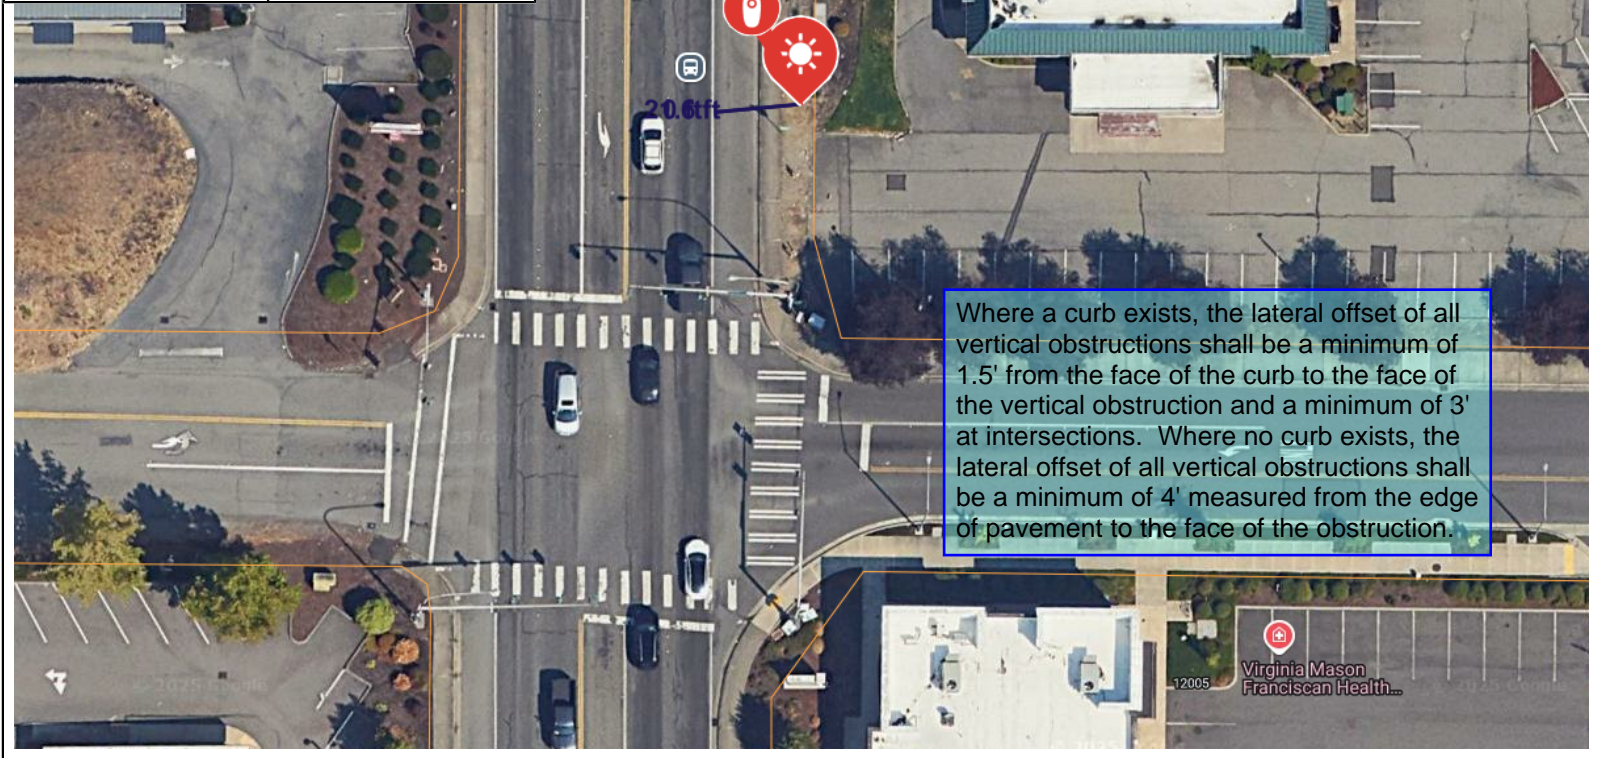 Where a curb exists, the lateral offset of all
vertical obstructions shall be a minimum of
1.5' from the face of the curb to the face of
the vertical obstruction and a minimum of 3'
at intersections.  Where no curb exists, the
lateral offset of all vertical obstructions shall
be a minimum of 4' measured from the edge
of pavement to the face of the obstruction.
12005
Virginia Mason
Franciscan Health...